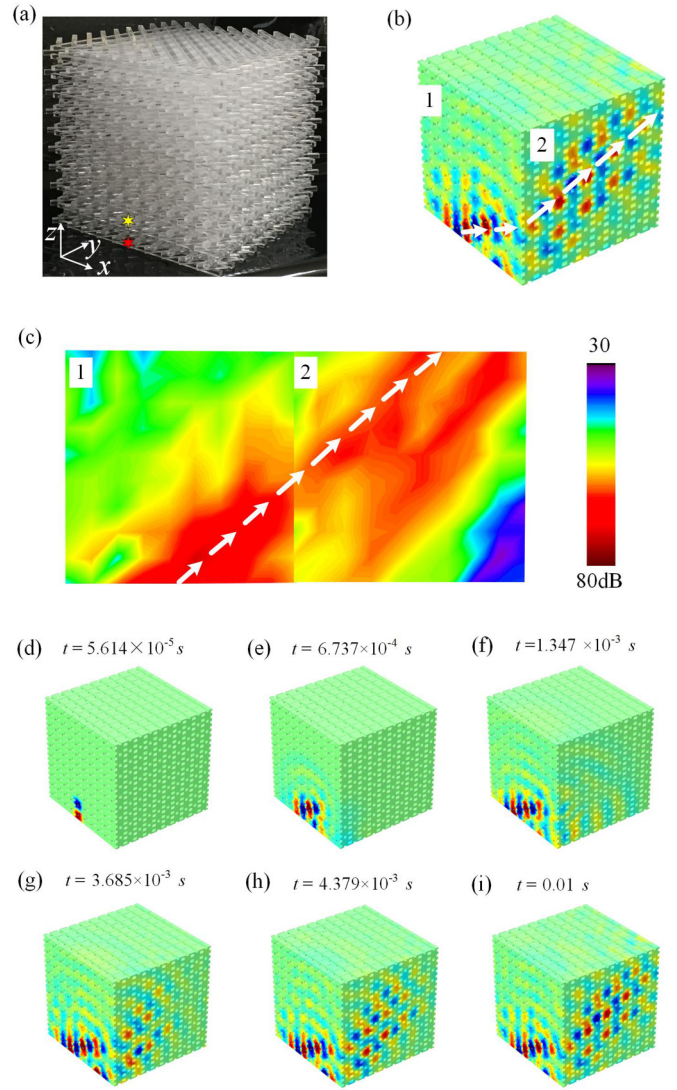 (a)
z
y
x
(b)
1
2
(c)
1
2
30
80dB
(d) t = 5.614×10⁻⁵ s
(e) t = 6.737×10⁻⁴ s
(f) t =1.347 ×10⁻³ s
(g) t = 3.685×10⁻³ s
(h) t = 4.379×10⁻³ s
(i) t = 0.01 s